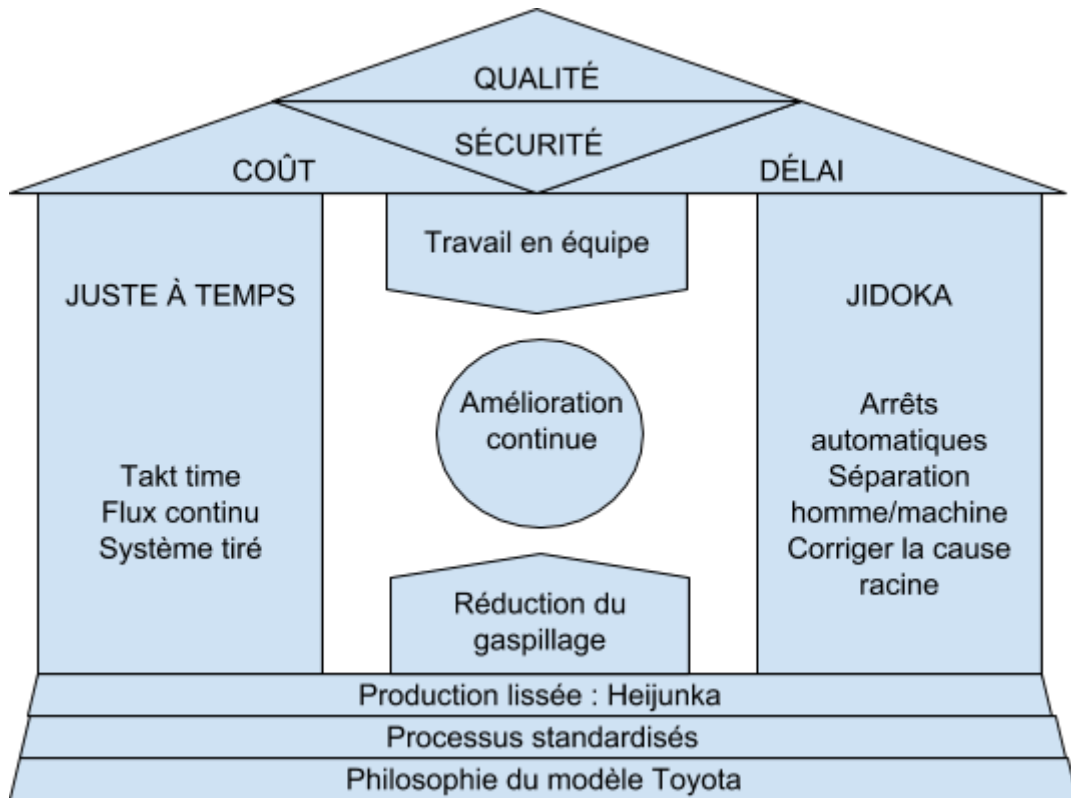 QUALITÉ
SÉCURITÉ
COÛT
DÉLAI
Travail en équipe
JUSTE À TEMPS
JIDOKA
Amélioration
continue
Takt time
Flux continu
Système tiré
Arrêts
automatiques
Séparation
homme/machine
Corriger la cause
racine
Réduction du
gaspillage
Production lissée : Heijunka
Processus standardisés
Philosophie du modèle Toyota